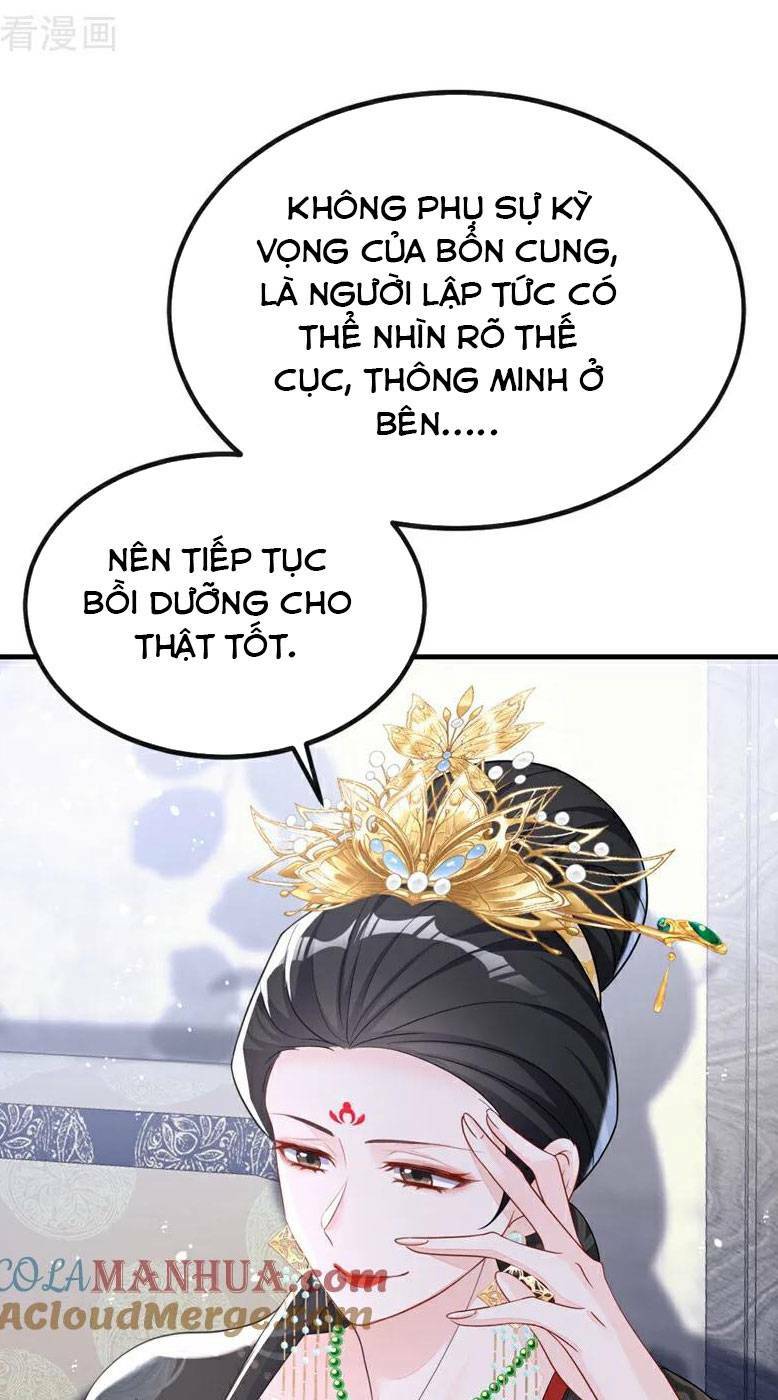 看漫画
KHÔNG PHỤ SỰ KỲ
VỌNG CỦA BỔN CUNG,
LÀ NGƯỜI LẬP TỨC CÓ
THỂ NHÌN RÕ THẾ
CỤC, THÔNG MINH Ở
BÊN.....
NÊN TIẾP TỤC
BỒI DƯỠNG CHO
THẬT TỐT.
COLAMANHUA.com
ACloudMerge.com